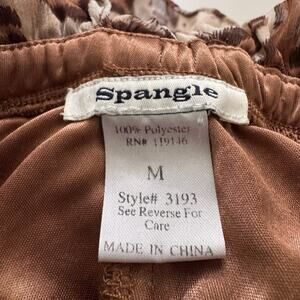 Spangle
100% Polyester
RN# 119146
M
Style# 3193
See Reverse For
Care
MADE IN CHINA